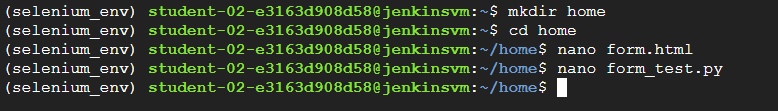 (selenium_env) student-02-e3163d908d58@jenkinsvm:~$ mkdir home
(selenium_env) student-02-e3163d908d58@jenkinsvm:~$ cd home
(selenium_env) student-02-e3163d908d58@jenkinsvm:~/home$ nano form.html
(selenium_env) student-02-e3163d908d58@jenkinsvm:~/home$ nano form_test.py
(selenium_env) student-02-e3163d908d58@jenkinsvm:~/home$